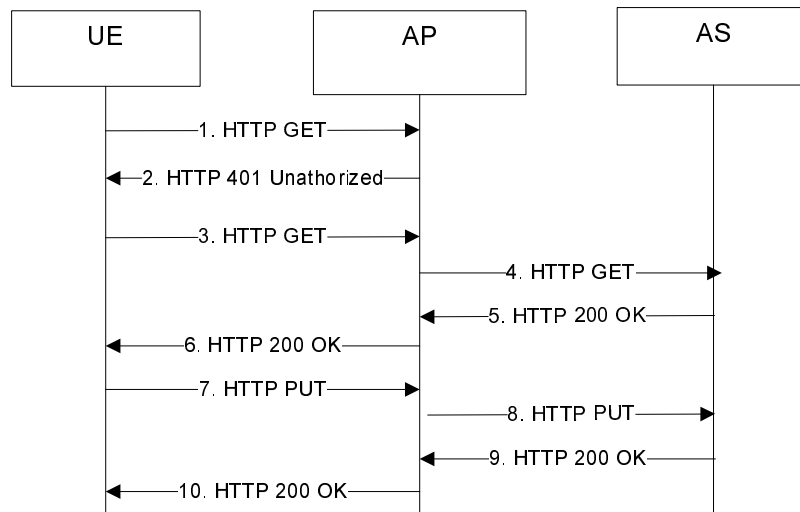 UE
AP
AS
1. HTTP GET
2. HTTP 401 Unathorized
3. HTTP GET
4. HTTP GET
5. HTTP 200 OK
6. HTTP 200 OK
7. HTTP PUT
8. HTTP PUT
9. HTTP 200 OK
10. HTTP 200 OK